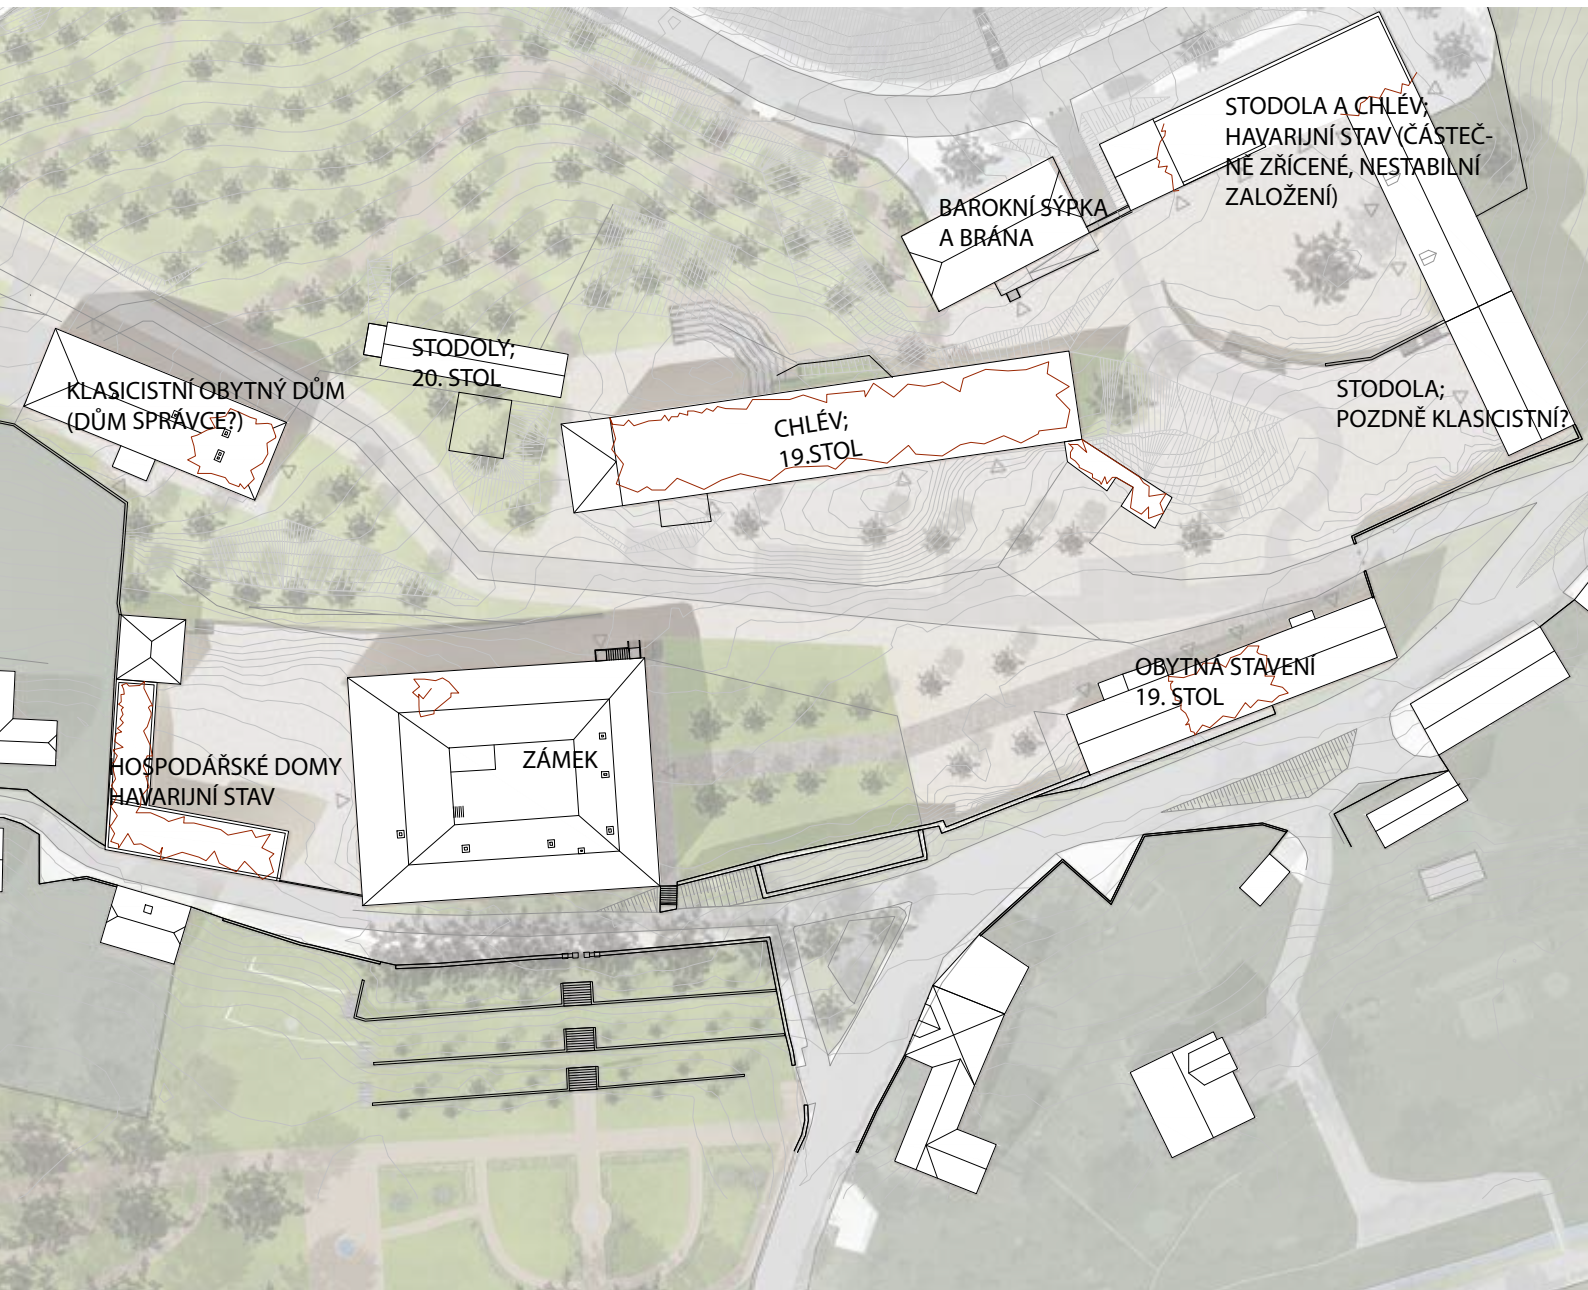 STODOLA A CHLÉV;
HAVARIJNÍ STAV (ČÁSTEČ-
NĚ ZŘÍCENÉ, NESTABILNÍ
ZALOŽENÍ)
BAROKNÍ SÝPKA
A BRÁNA
STODOLY;
20. STOL
KLASICISTNÍ OBYTNÝ DŮM
(DŮM SPRÁVCE?)
CHLÉV;
19.STOL
STODOLA;
POZDNĚ KLASICISTNÍ?
OBYTNÁ STAVENÍ
19. STOL
ZÁMEK
HOSPODÁŘSKÉ DOMY
HAVARIJNÍ STAV